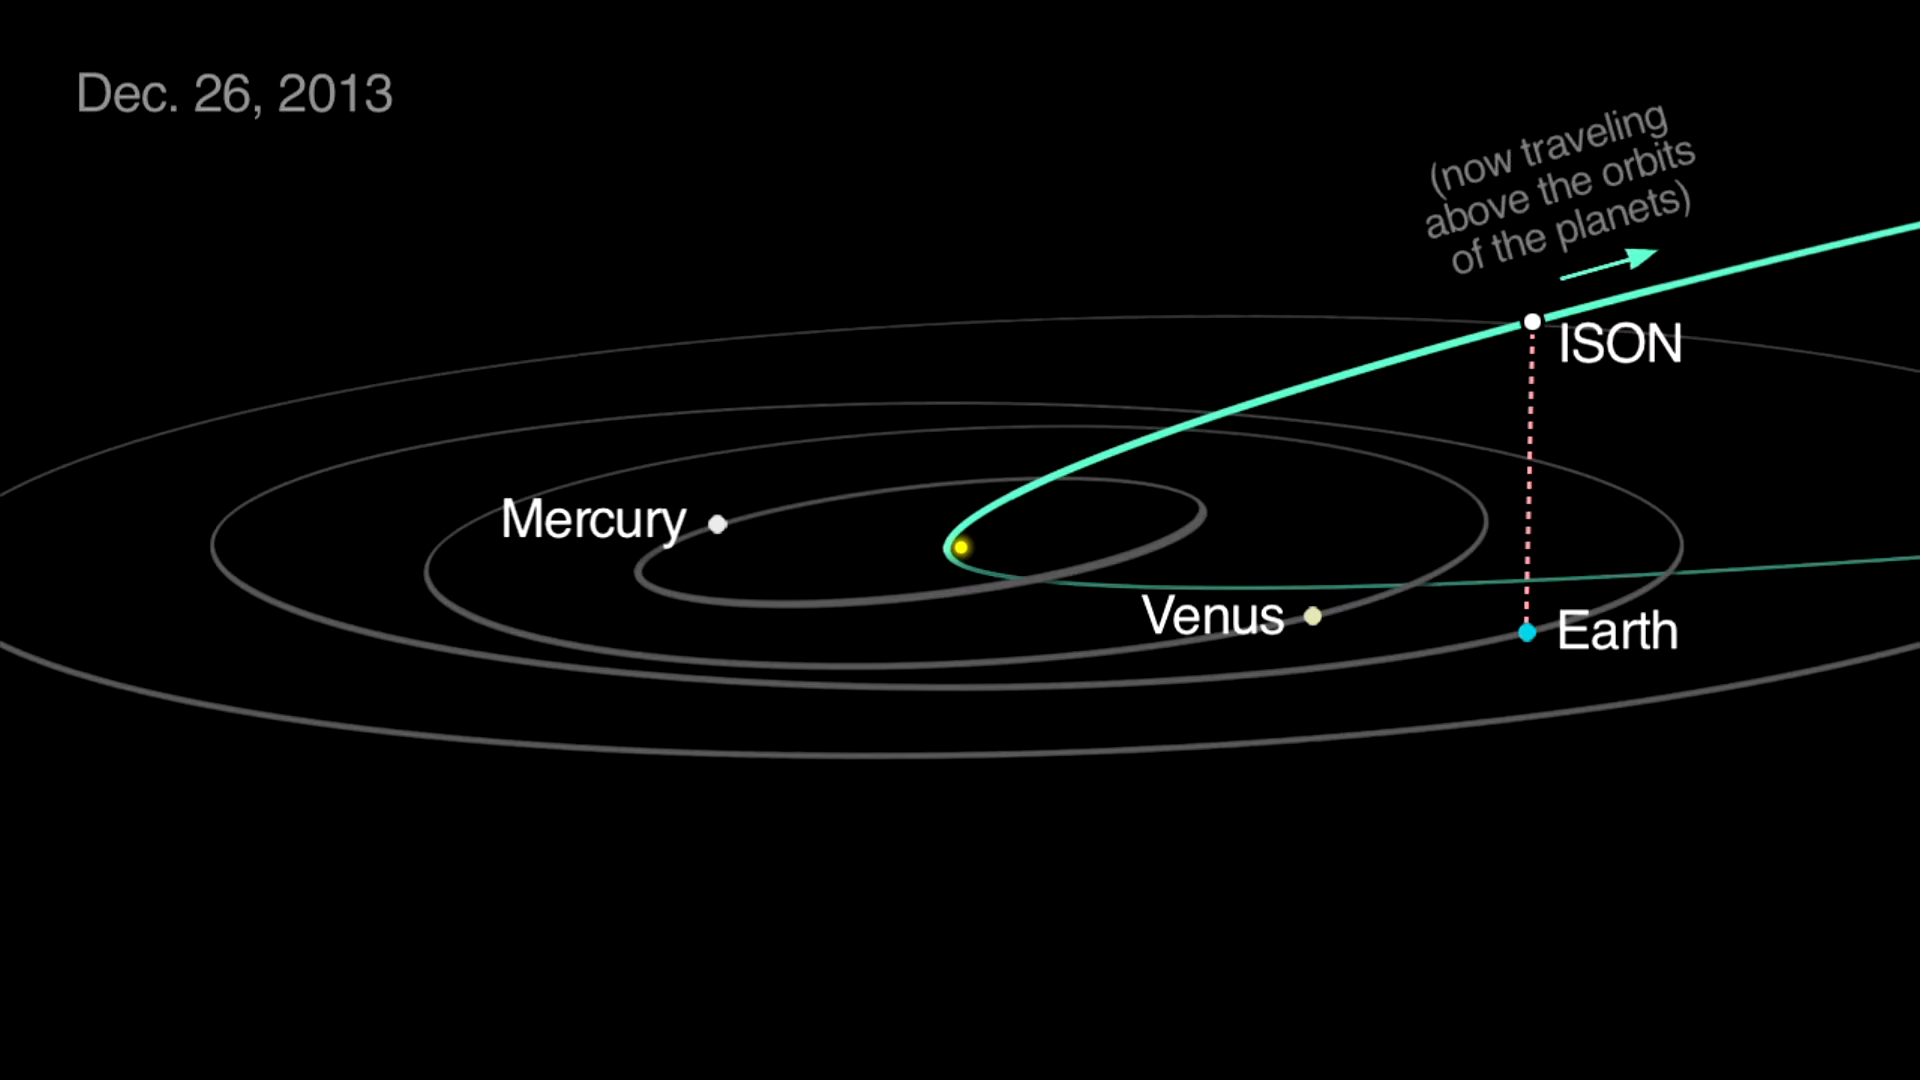 Dec. 26, 2013
(now traveling
above the orbits
of the planets)
ISON
Mercury
Venus
Earth